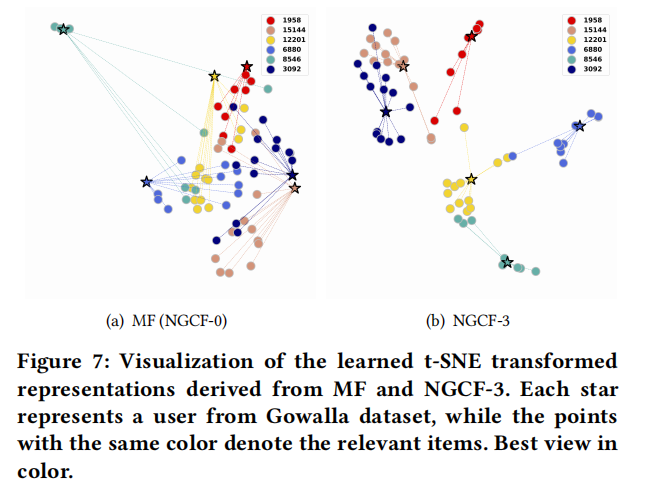 1958
15144
12201
6880
8546
3092
1958
15144
12201
6880
8546
3092
(a) MF (NGCF-0)
(b) NGCF-3
Figure 7: Visualization of the learned t-SNE transformed
representations derived from MF and NGCF-3. Each star
represents a user from Gowalla dataset, while the points
with the same color denote the relevant items. Best view in
color.